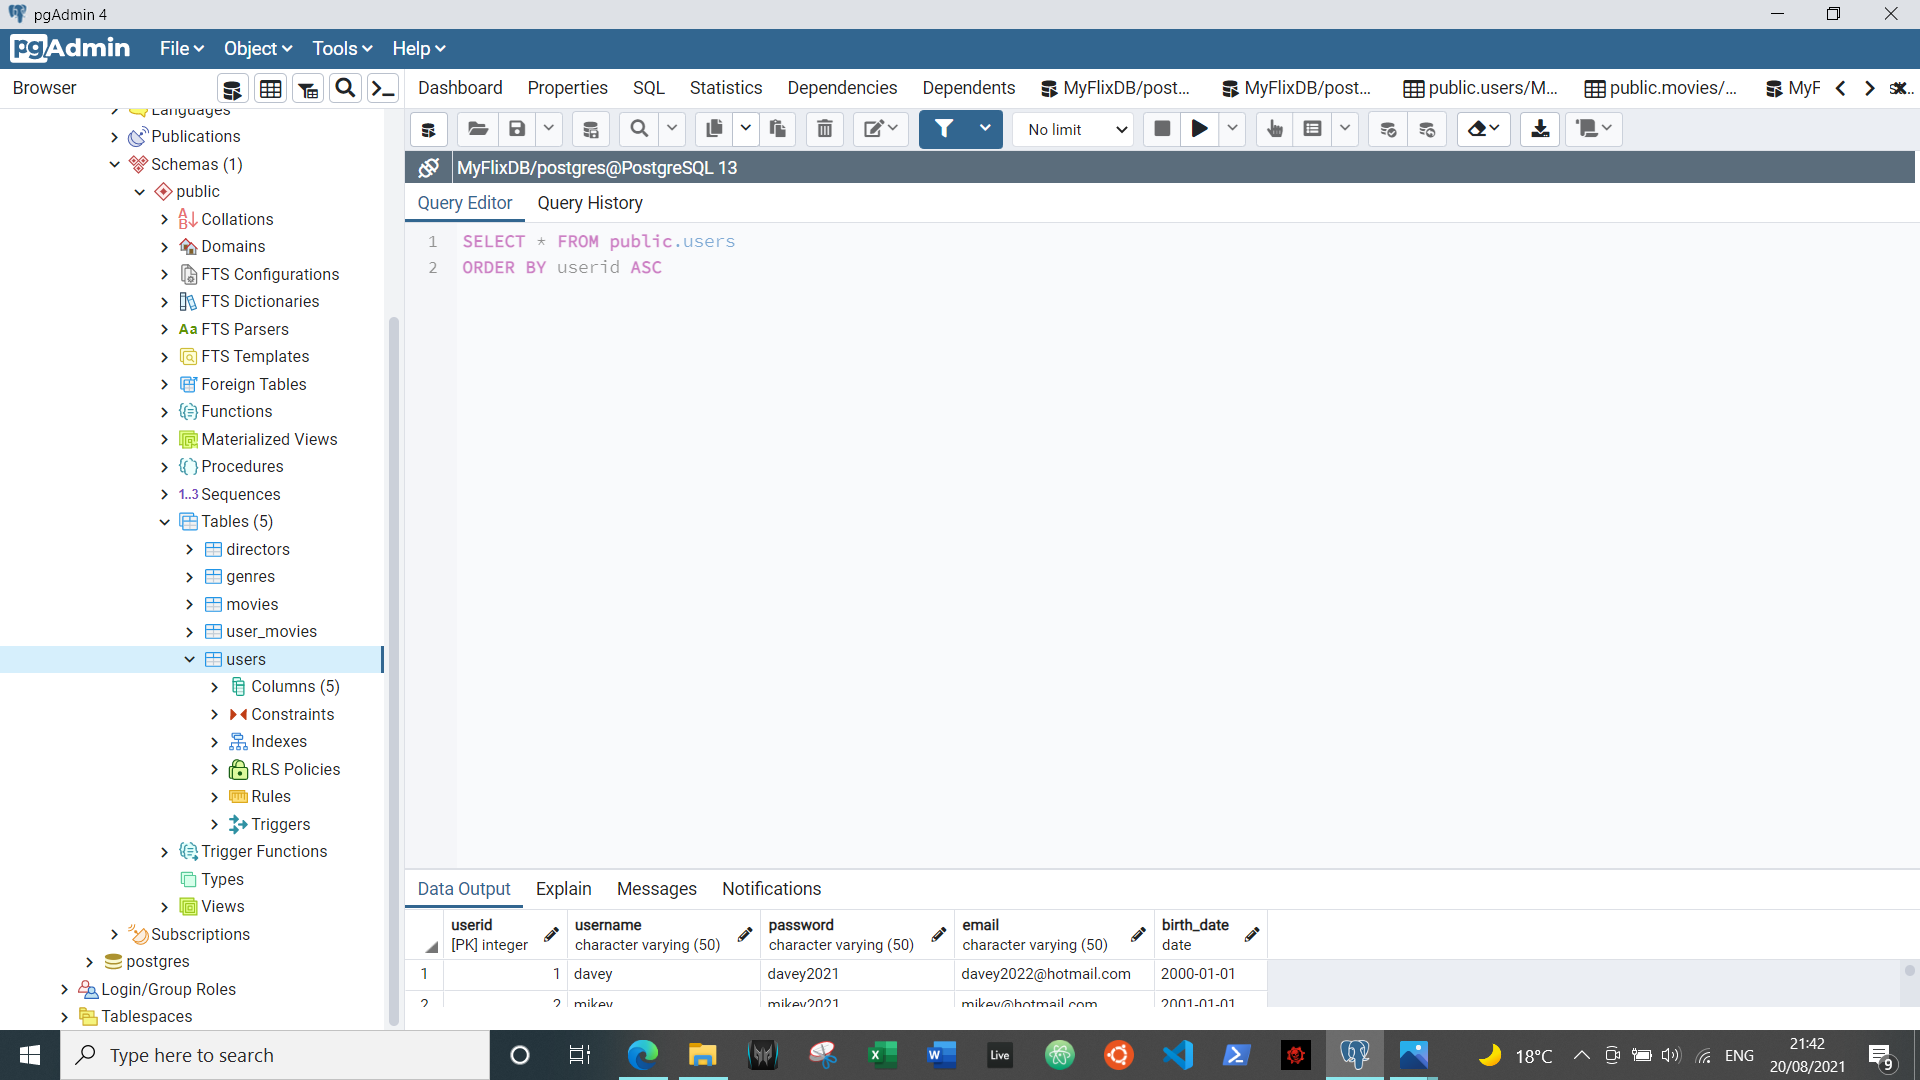 pgAdmin 4
pgAdmin File Object Tools Help
Browser
Dashboard Properties SQL Statistics Dependencies Dependents MyFlixDB/post... MyFlixDB/post... public.users/M... public.movies/... MyF
No limit
MyFlixDB/postgres@PostgreSQL 13
Query Editor Query History
1 SELECT * FROM public.users
2 ORDER BY userid ASC
Languages
Publications
Schemas (1)
public
Collations
Domains
FTS Configurations
FTS Dictionaries
Aa FTS Parsers
FTS Templates
Foreign Tables
Functions
Materialized Views
Procedures
1..3 Sequences
Tables (5)
directors
genres
movies
user_movies
users
Columns (5)
Constraints
Indexes
RLS Policies
Rules
Triggers
Trigger Functions
Types
Views
Subscriptions
postgres
Login/Group Roles
Tablespaces
Data Output Explain Messages Notifications
userid username password email birth_date
[PK] integer character varying (50) character varying (50) character varying (50) date
1 1 davey davey2021 davey2022@hotmail.com 2000-01-01
2 2 mikey mikey2021 mikey@hotmail.com 2001-01-01
Type here to search
Live
18°C ENG
21:42
20/08/2021
9